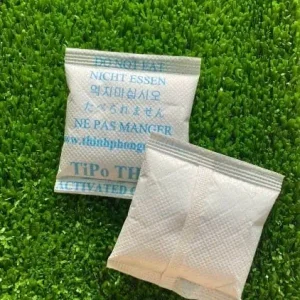 DO NOT EAT
NICHT ESSEN
먹지마십시오
たべられません
NE PAS MANGER
TiPo
ACTIVATED